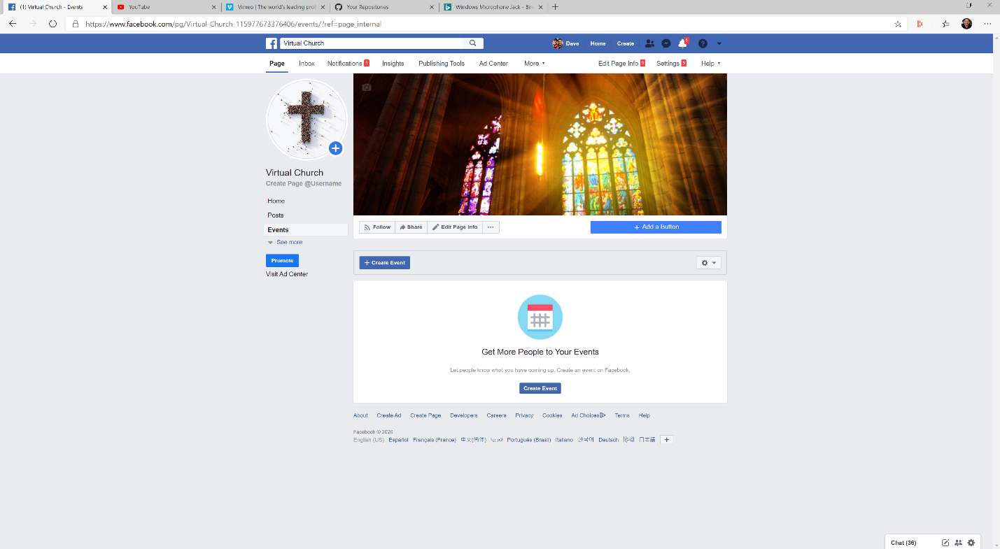 (1) Virtual Church - Events
YouTube
Vimeo | The world's leading prof
Your Repositories
Windows Microphone Jack - Bing
https://www.facebook.com/pg/Virtual-Church-115977673376406/events/?ref=page_internal
Virtual Church
Dave Home Create 1
Page Inbox Notifications 1 Insights Publishing Tools Ad Center More Edit Page Info 5 Settings 5 Help
Virtual Church
Create Page @Username
Home
Posts
Events
See more
Promote
Visit Ad Center
Follow Share Edit Page Info ...
+ Add a Button
+ Create Event
Get More People to Your Events
Let people know what you have coming up. Create an event on Facebook.
Create Event
About Create Ad Create Page Developers Careers Privacy Cookies Ad Choices Terms Help
Facebook © 2020
English (US) Español Français (France) 中文(简体) العربية Português (Brasil) Italiano 한국어 Deutsch हिन्दी 日本語 +
Chat (36)